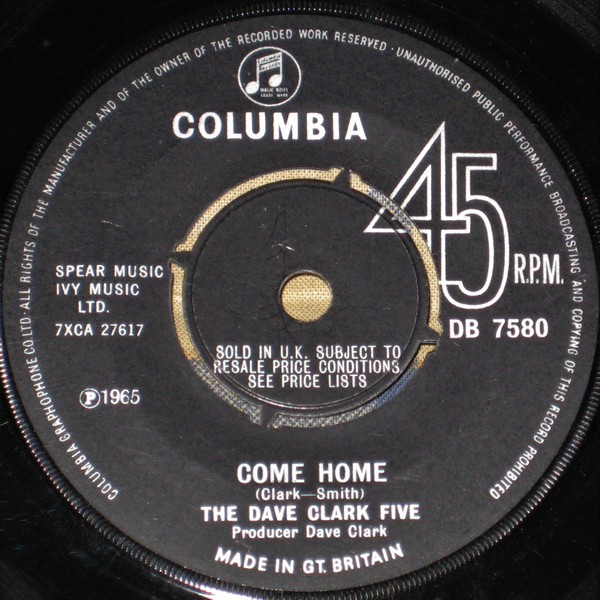 COLUMBIA GRAPHOPHONE CO. LTD · ALL RIGHTS OF THE MANUFACTURER AND OF THE OWNER OF THE RECORDED WORK RESERVED · UNAUTHORISED PUBLIC PERFORMANCE BROADCASTING AND COPYING OF THIS RECORD PROHIBITED
COLUMBIA
45 R.P.M.
SPEAR MUSIC
IVY MUSIC
LTD.
7XCA 27617
DB 7580
SOLD IN U.K. SUBJECT TO
RESALE PRICE CONDITIONS
SEE PRICE LISTS
Ⓟ1965
COME HOME
(Clark—Smith)
THE DAVE CLARK FIVE
Producer Dave Clark
MADE IN GT. BRITAIN